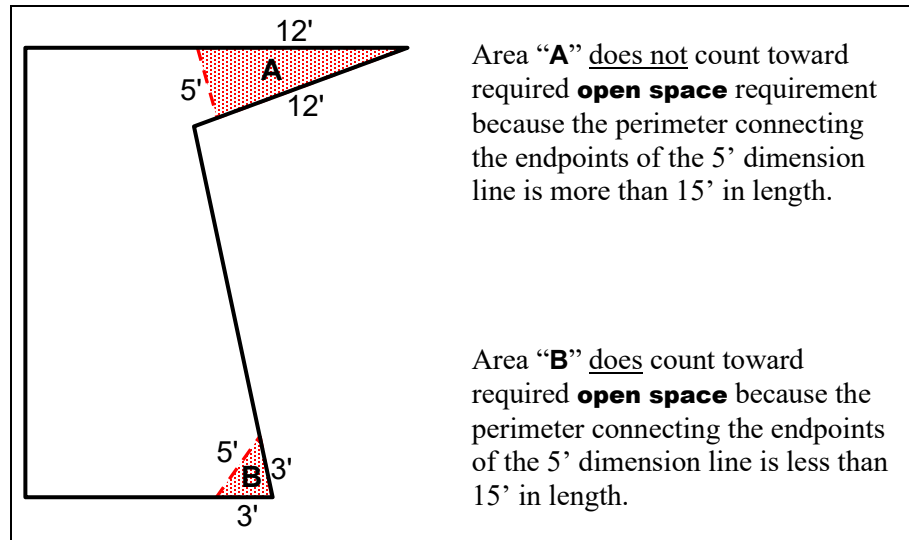 12'
A
5'
12'
Area “A” does not count toward
required open space requirement
because the perimeter connecting
the endpoints of the 5’ dimension
line is more than 15’ in length.
5'
B
3'
3'
Area “B” does count toward
required open space because the
perimeter connecting the endpoints
of the 5’ dimension line is less than
15’ in length.